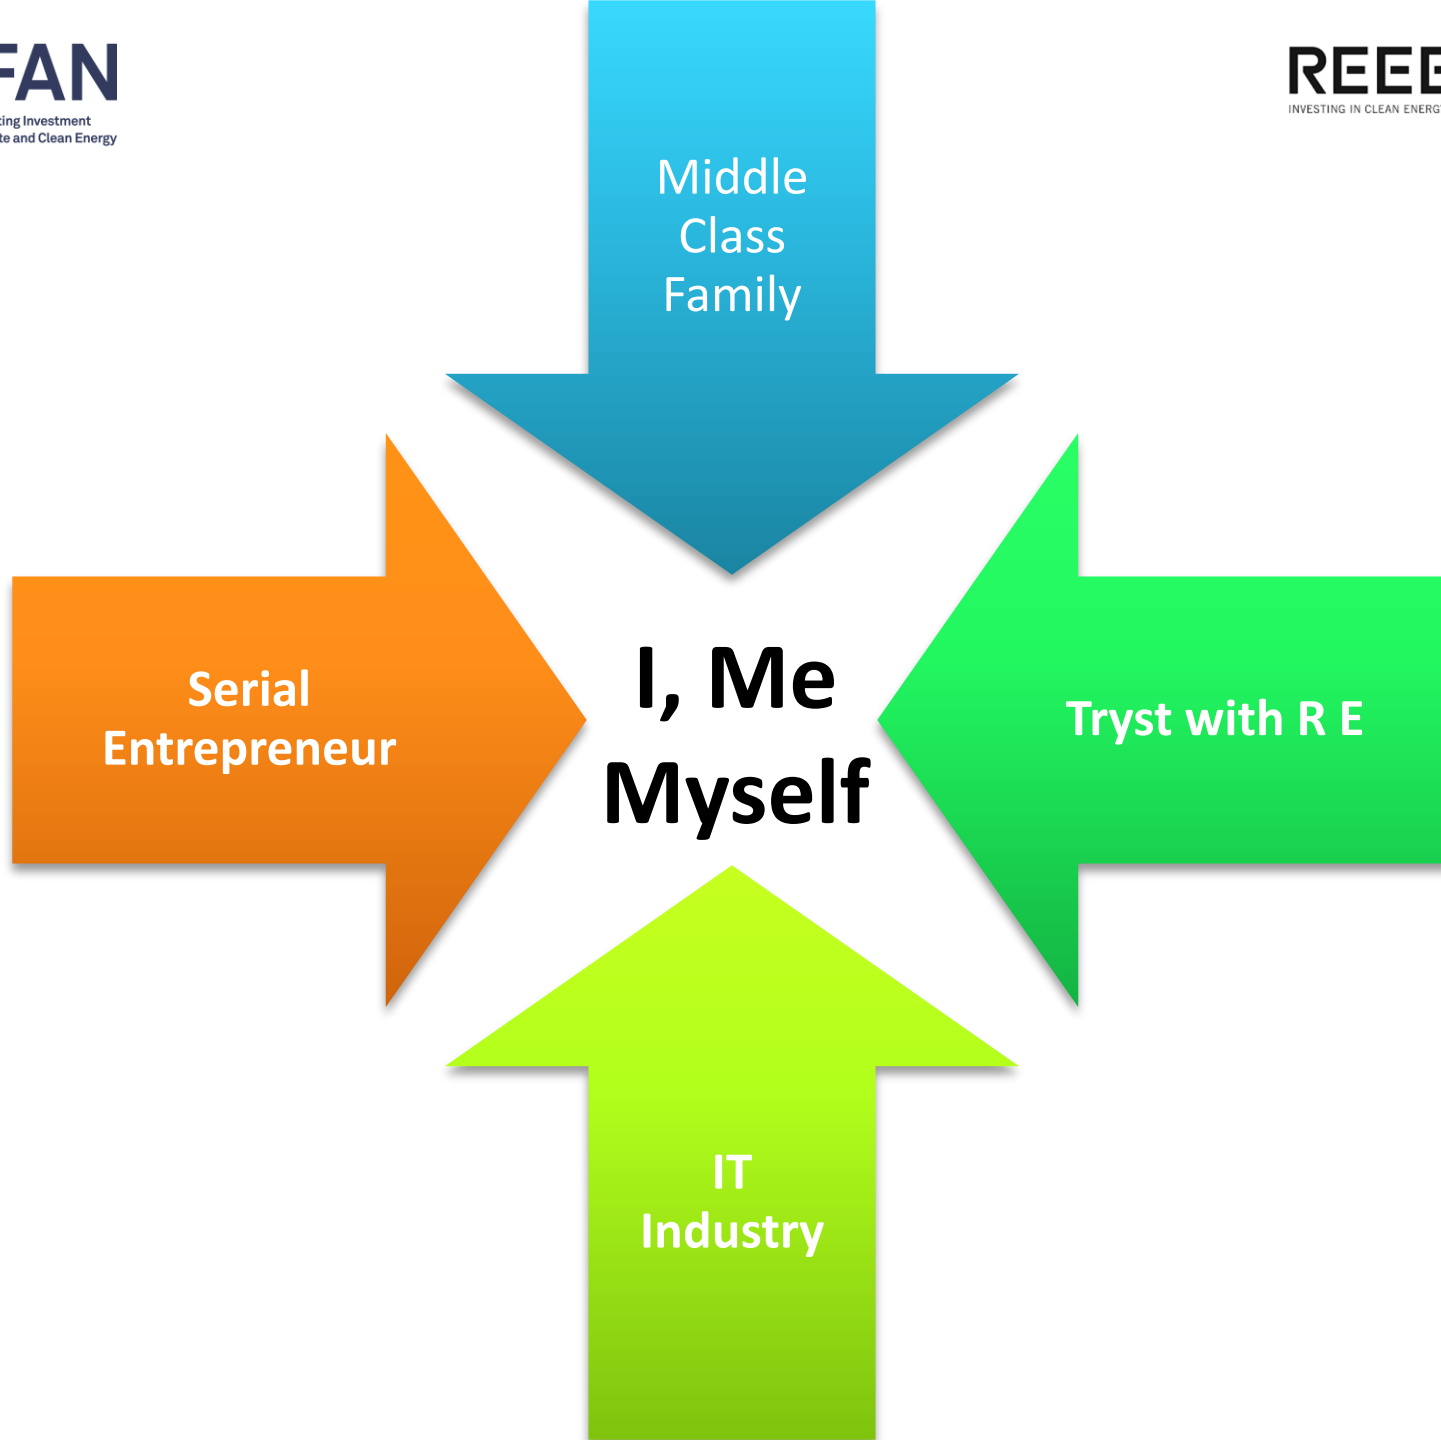 FAN
ting Investment
te and Clean Energy
REEE
INVESTING IN CLEAN ENERGY
Middle
Class
Family
Serial
Entrepreneur
I, Me
Myself
Tryst with R E
IT
Industry